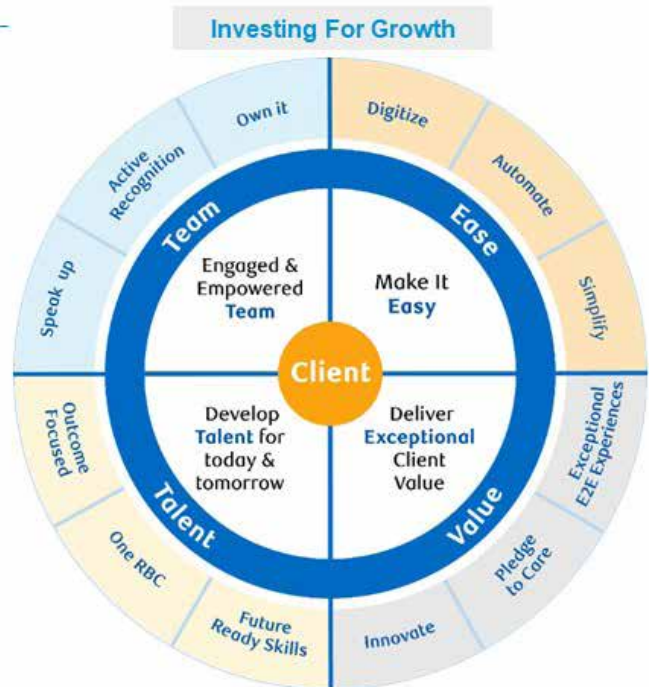 Investing For Growth
Own it
Digitize
Active
Recognition
Automate
Speak up
Simplify
Team
Ease
Engaged &
Empowered
Team
Make It
Easy
Client
Develop
Talent for
today &
tomorrow
Deliver
Exceptional
Client
Value
Talent
Value
Outcome
Focused
Exceptional
E2E Experiences
One RBC
Pledge
to Care
Future
Ready Skills
Innovate